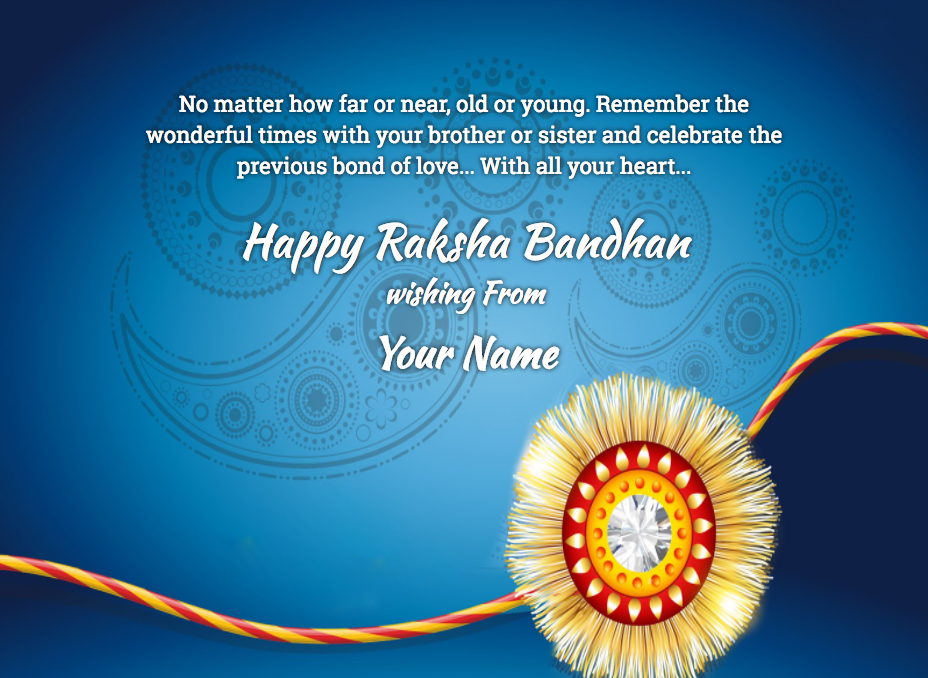 No matter how far or near, old or young. Remember the
wonderful times with your brother or sister and celebrate the
previous bond of love... With all your heart...
Happy Raksha Bandhan
wishing From
Your Name